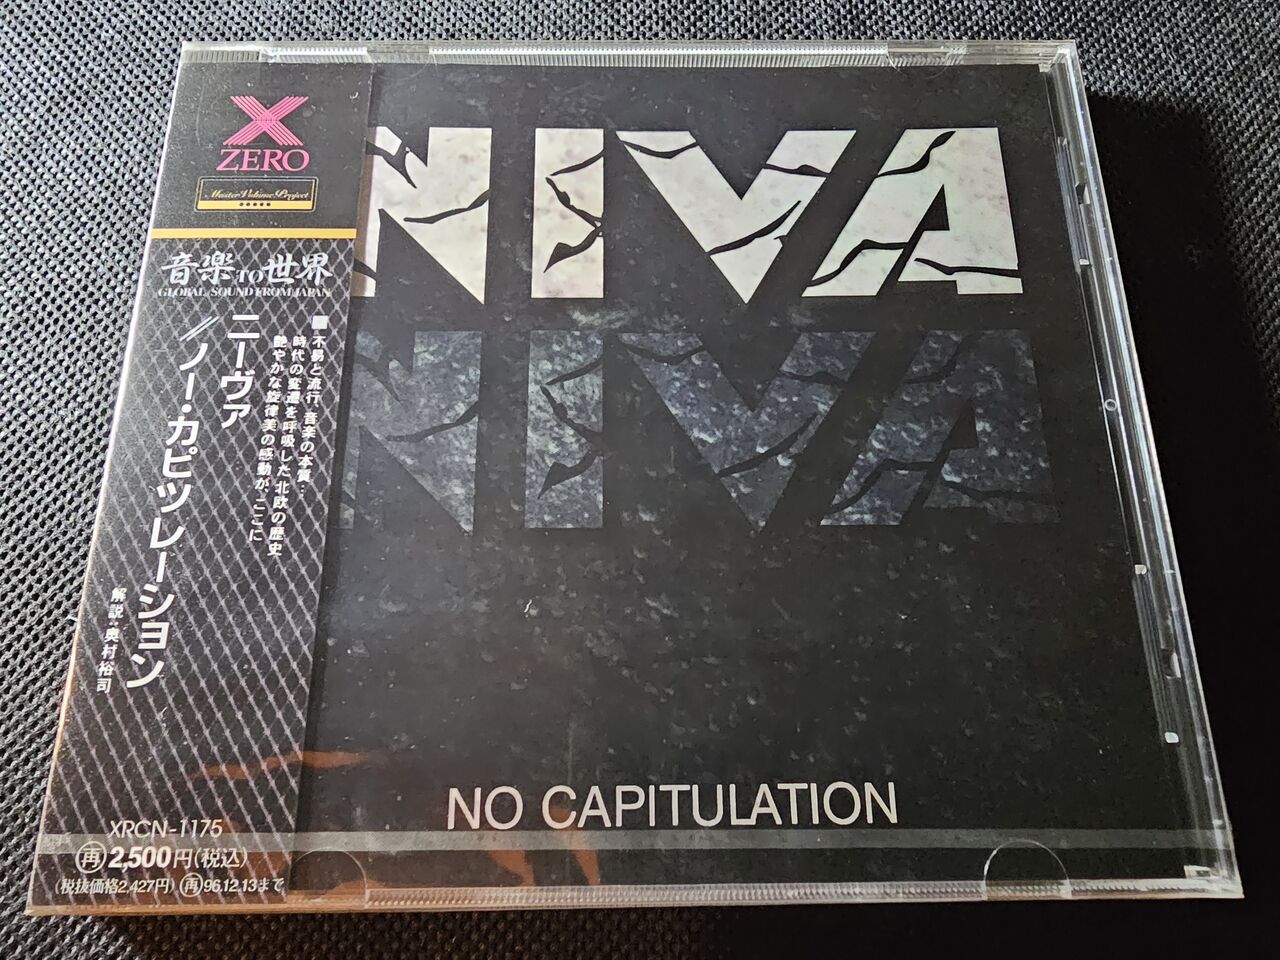 X
ZERO
Master Volume Project
音楽TO世界
GLOBAL SOUND FROM JAPAN
■不易と流行、音楽の本質…
時代の変遷を呼吸した北欧の歴史
艶やかな旋律美の感動が、ここに
ニーヴァ
//ノー・カピツレーション
解説:奥村裕司
XRCN-1175
再2,500円(税込)
(税抜価格2,427円) 再96.12.13まで
NIVA
NIVA
NO CAPITULATION